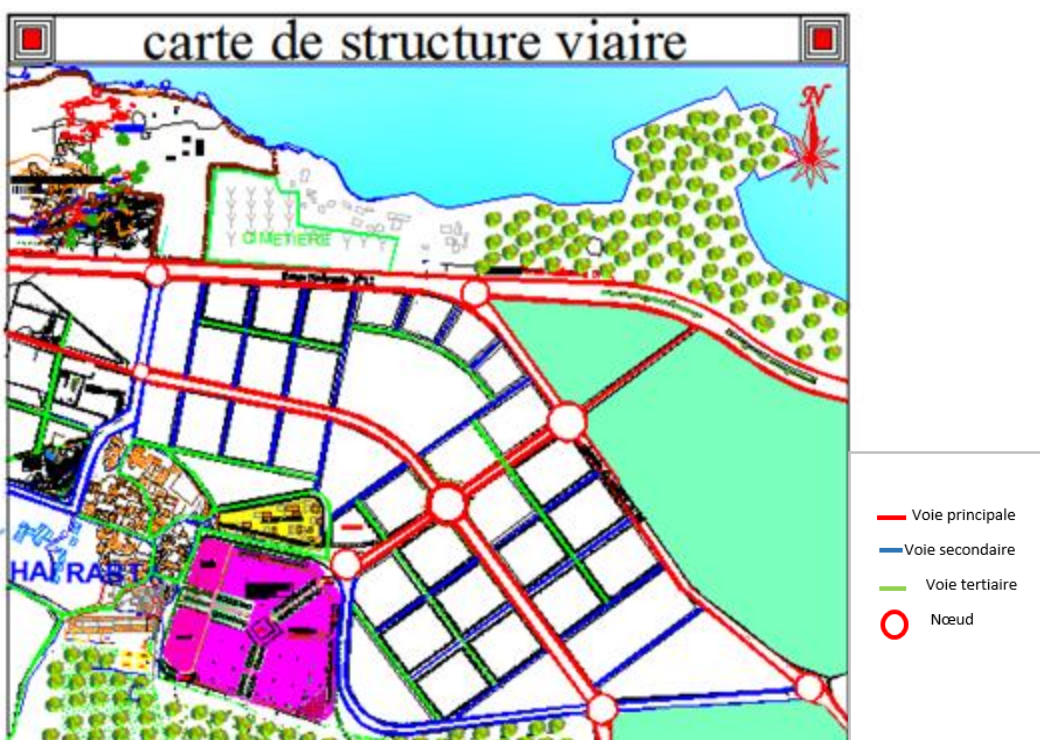 carte de structure viaire
N
CIMETIERE
HAI RABT
Voie principale
Voie secondaire
Voie tertiaire
Nœud